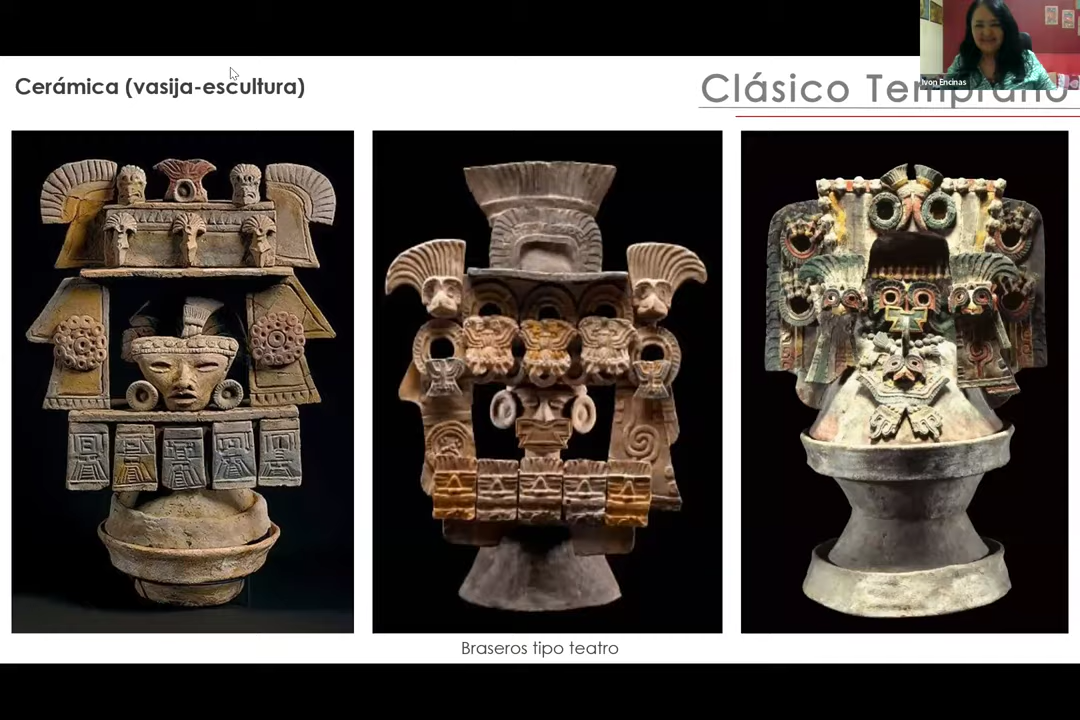 Ivon Encinas
Cerámica (vasija-escultura)
Clásico Temprano
Braseros tipo teatro